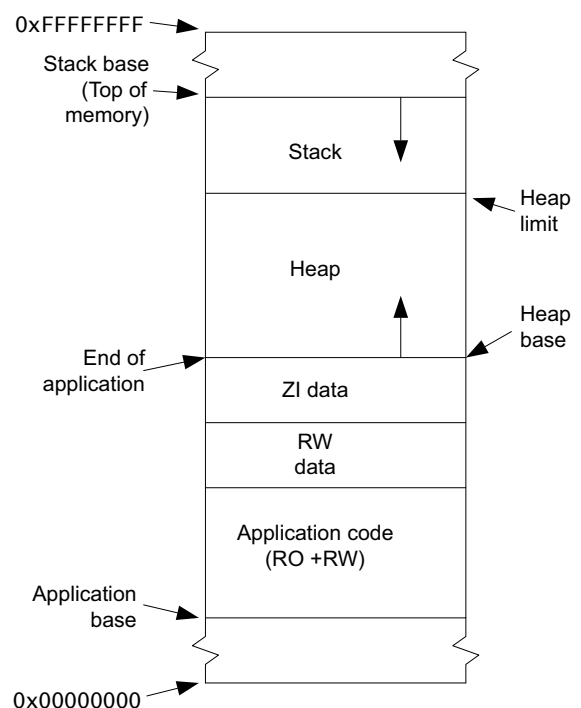 0xFFFFFFFF
Stack base
(Top of
memory)
Stack
Heap
limit
Heap
Heap
base
End of
application
ZI data
RW
data
Application code
(RO +RW)
Application
base
0x00000000